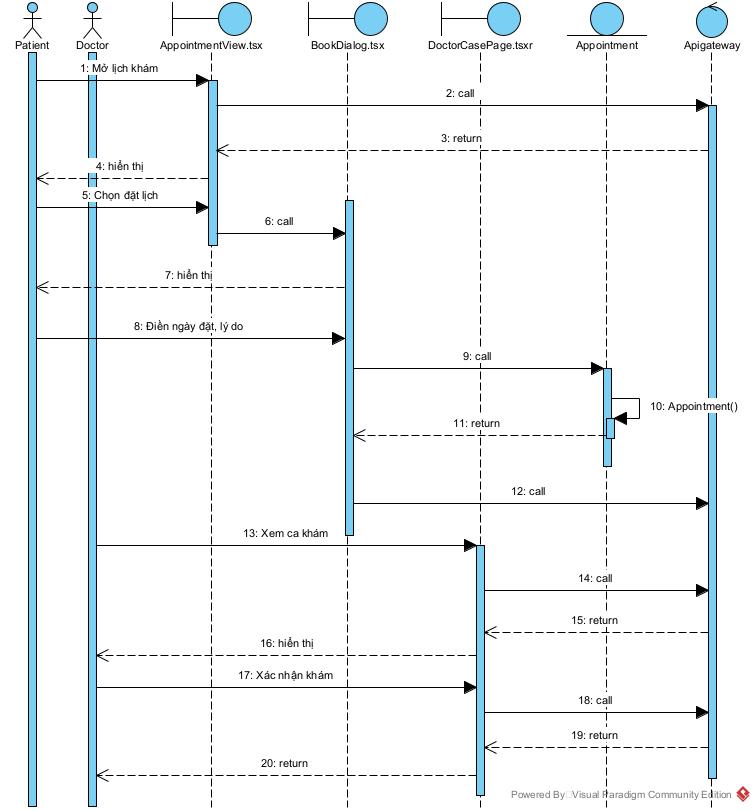 Patient
Doctor
AppointmentView.tsx
BookDialog.tsx
DoctorCasePage.tsxr
Appointment
Apigateway
1: Mở lịch khám
2: call
3: return
4: hiển thị
5: Chọn đặt lịch
6: call
7: hiển thị
8: Điền ngày đặt, lý do
9: call
10: Appointment()
11: return
12: call
13: Xem ca khám
14: call
15: return
16: hiển thị
17: Xác nhận khám
18: call
19: return
20: return
Powered By Visual Paradigm Community Edition